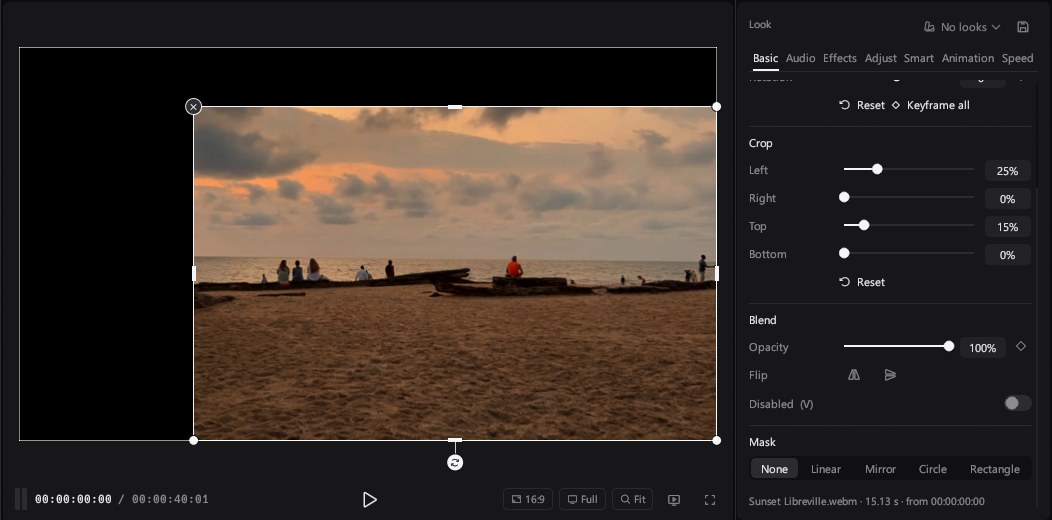 Look
No looks
Basic Audio Effects Adjust Smart Animation Speed
Reset Keyframe all
Crop
Left 25%
Right 0%
Top 15%
Bottom 0%
Reset
Blend
Opacity 100%
Flip
Disabled (V)
Mask
None Linear Mirror Circle Rectangle
Sunset Libreville.webm · 15.13 s · from 00:00:00:00
00:00:00:00 / 00:00:40:01
16:9 Full Fit